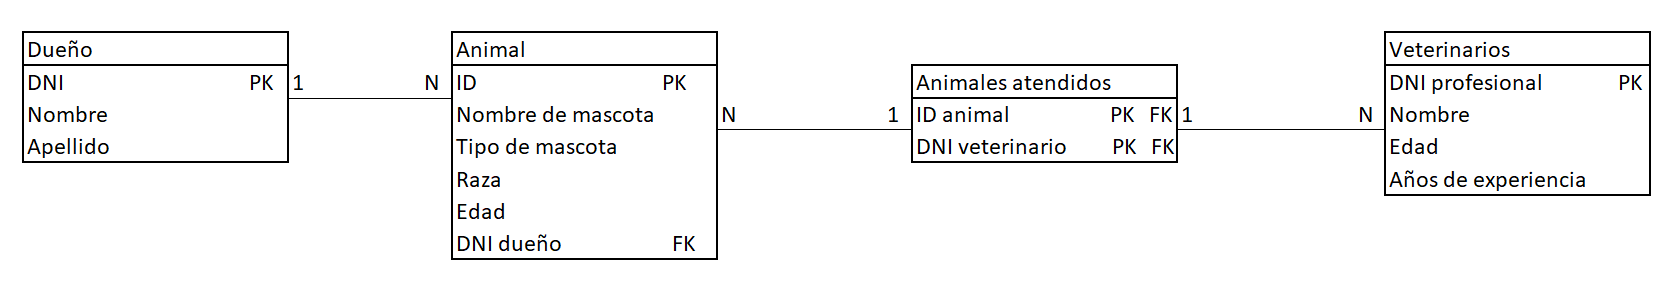 Dueño
DNI PK
Nombre
Apellido
1 N
Animal
ID PK
Nombre de mascota
Tipo de mascota
Raza
Edad
DNI dueño FK
N 1
Animales atendidos
ID animal PK FK
DNI veterinario PK FK
1 N
Veterinarios
DNI profesional PK
Nombre
Edad
Años de experiencia